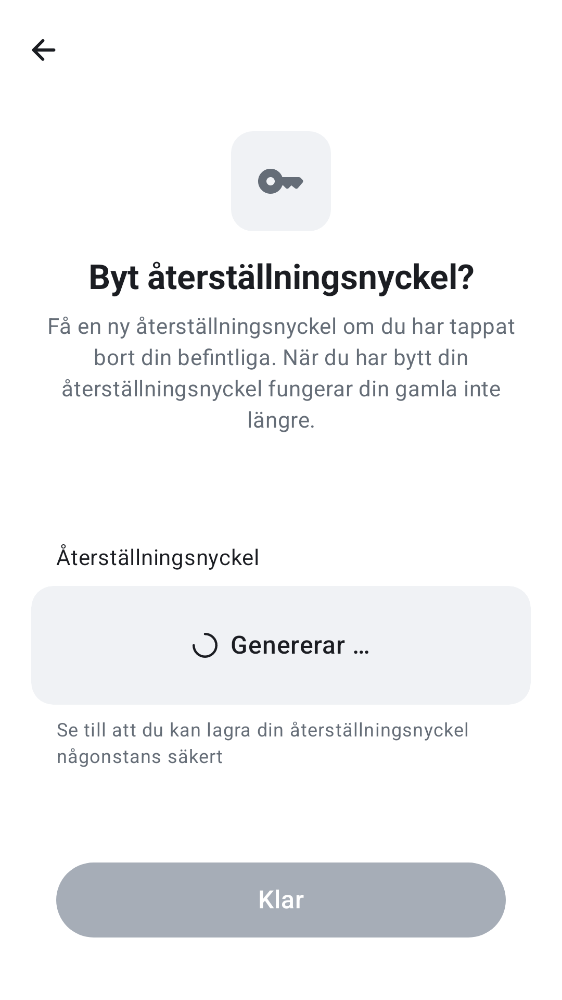 Byt återställningsnyckel?
Få en ny återställningsnyckel om du har tappat
bort din befintliga. När du har bytt din
återställningsnyckel fungerar din gamla inte
längre.
Återställningsnyckel
Genererar …
Se till att du kan lagra din återställningsnyckel
någonstans säkert
Klar